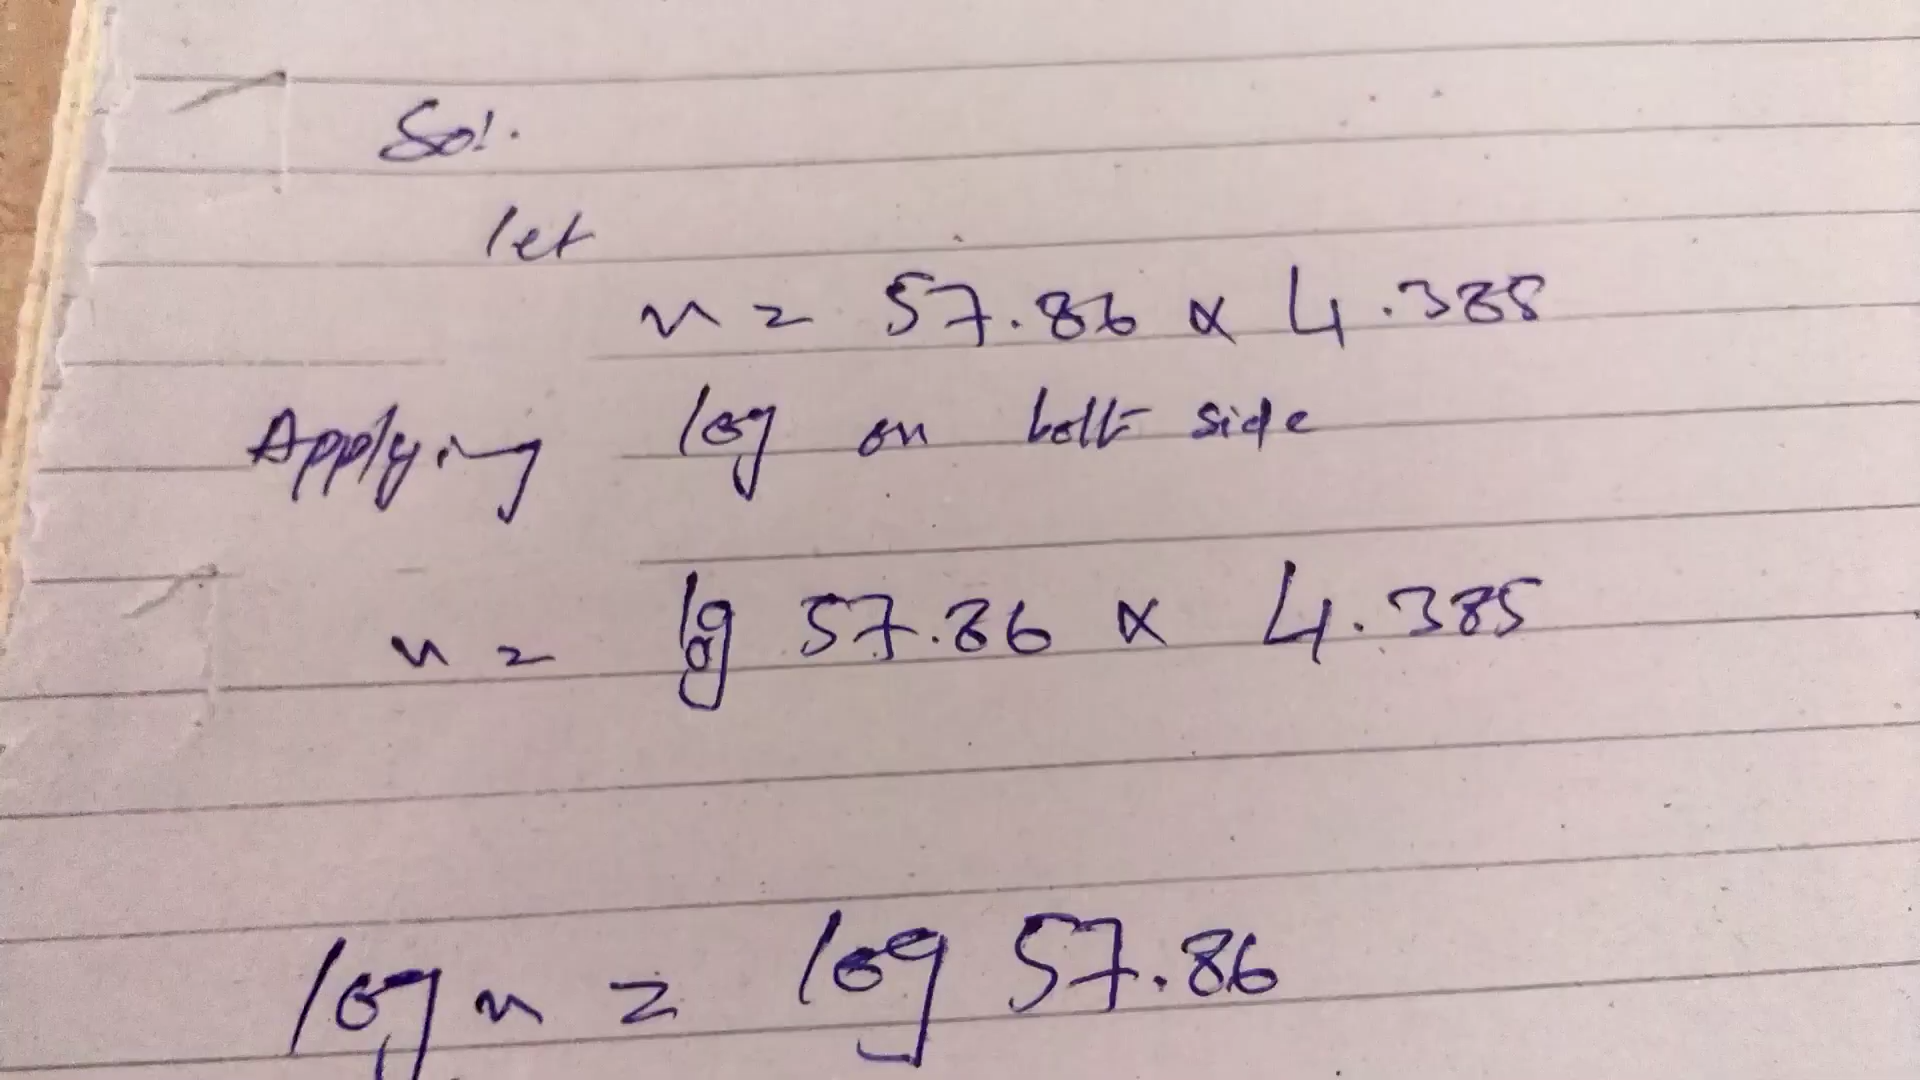 Sol.
let
n = 57.86 x 4.385
Applying log on both side
n = log 57.86 x 4.385
log n = log 57.86